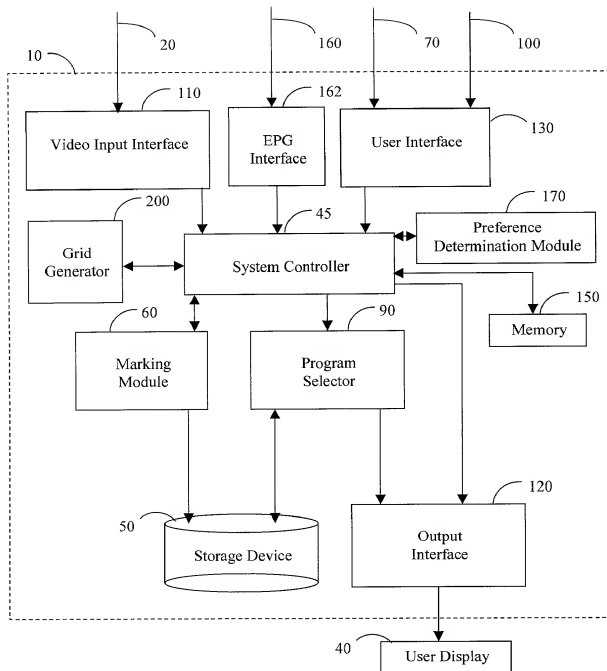 20
160
70
100
10
110
162
130
Video Input Interface
EPG
Interface
User Interface
200
45
170
Grid
Generator
System Controller
Preference
Determination Module
60
90
150
Memory
Marking
Module
Program
Selector
50
120
Storage Device
Output
Interface
40
User Display